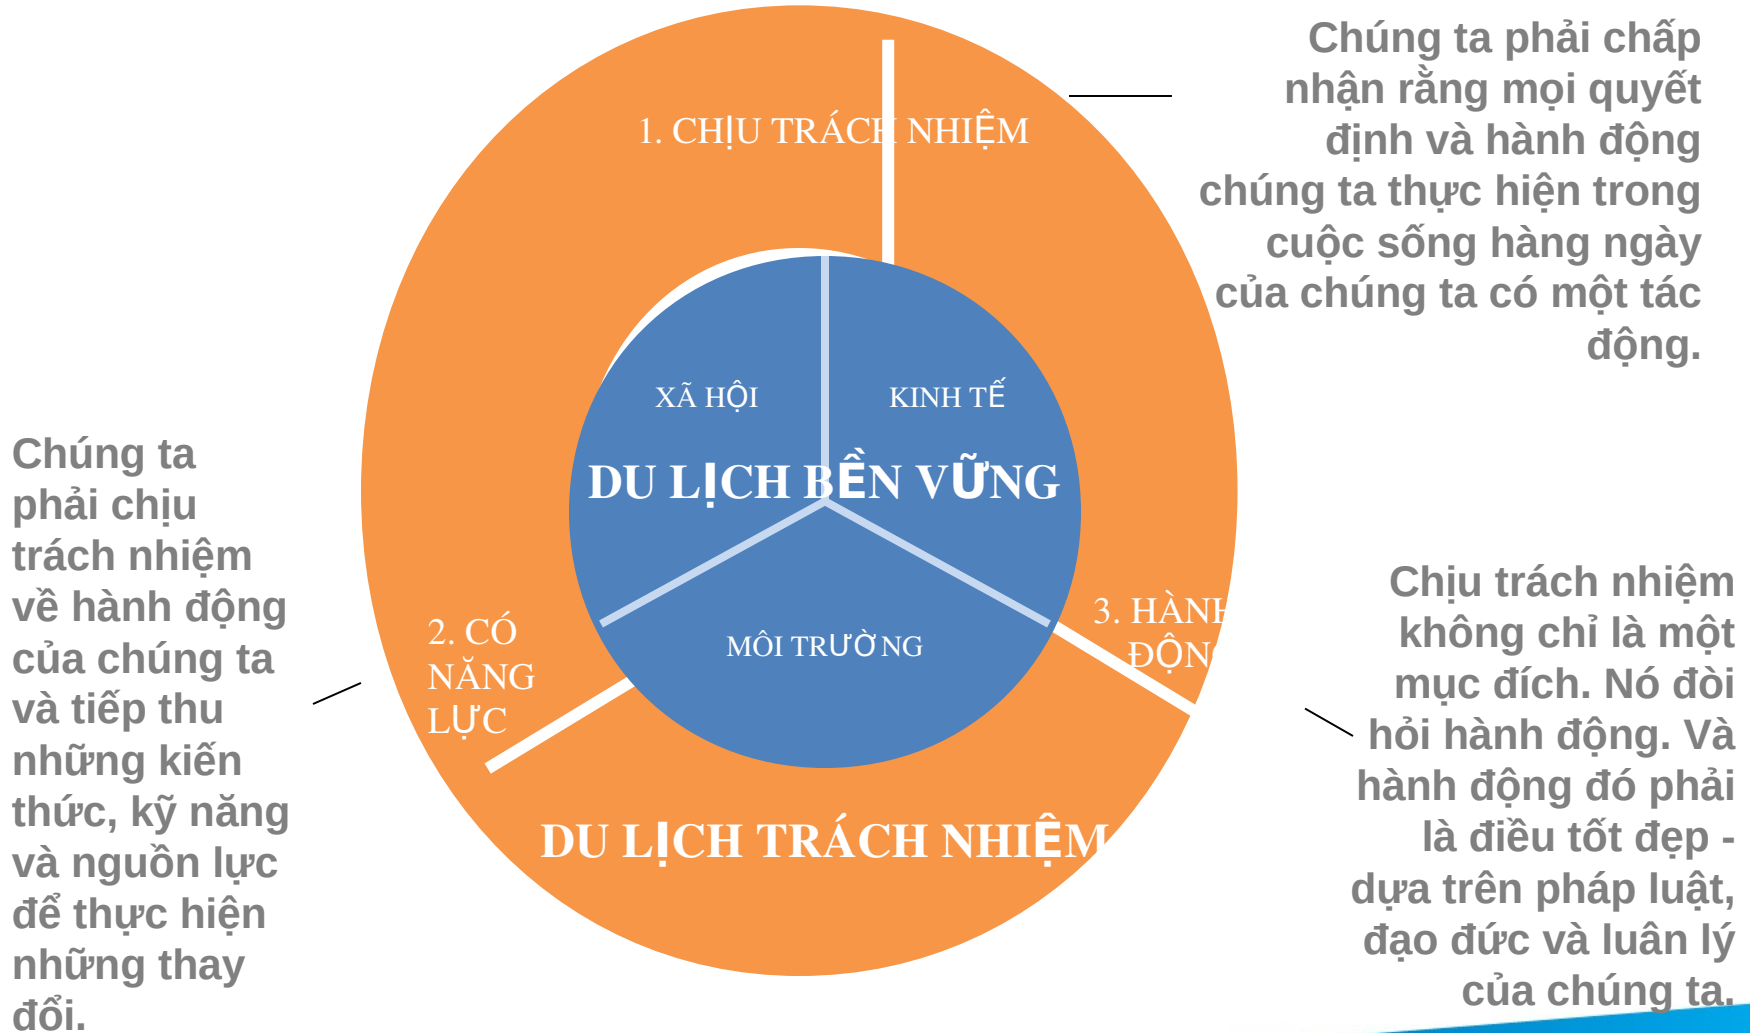 Chúng ta phải chấp
nhận rằng mọi quyết
định và hành động
chúng ta thực hiện trong
cuộc sống hàng ngày
của chúng ta có một tác
động.
1. CHỊU TRÁCH NHIỆM
XÃ HỘI
KINH TẾ
DU LỊCH BỀN VỮNG
MÔI TRƯỜNG
Chúng ta
phải chịu
trách nhiệm
về hành động
của chúng ta
và tiếp thu
những kiến
thức, kỹ năng
và nguồn lực
để thực hiện
những thay
đổi.
2. CÓ
NĂNG
LỰC
3. HÀNH
ĐỘNG
DU LỊCH TRÁCH NHIỆM
Chịu trách nhiệm
không chỉ là một
mục đích. Nó đòi
hỏi hành động. Và
hành động đó phải
là điều tốt đẹp -
dựa trên pháp luật,
đạo đức và luân lý
của chúng ta.